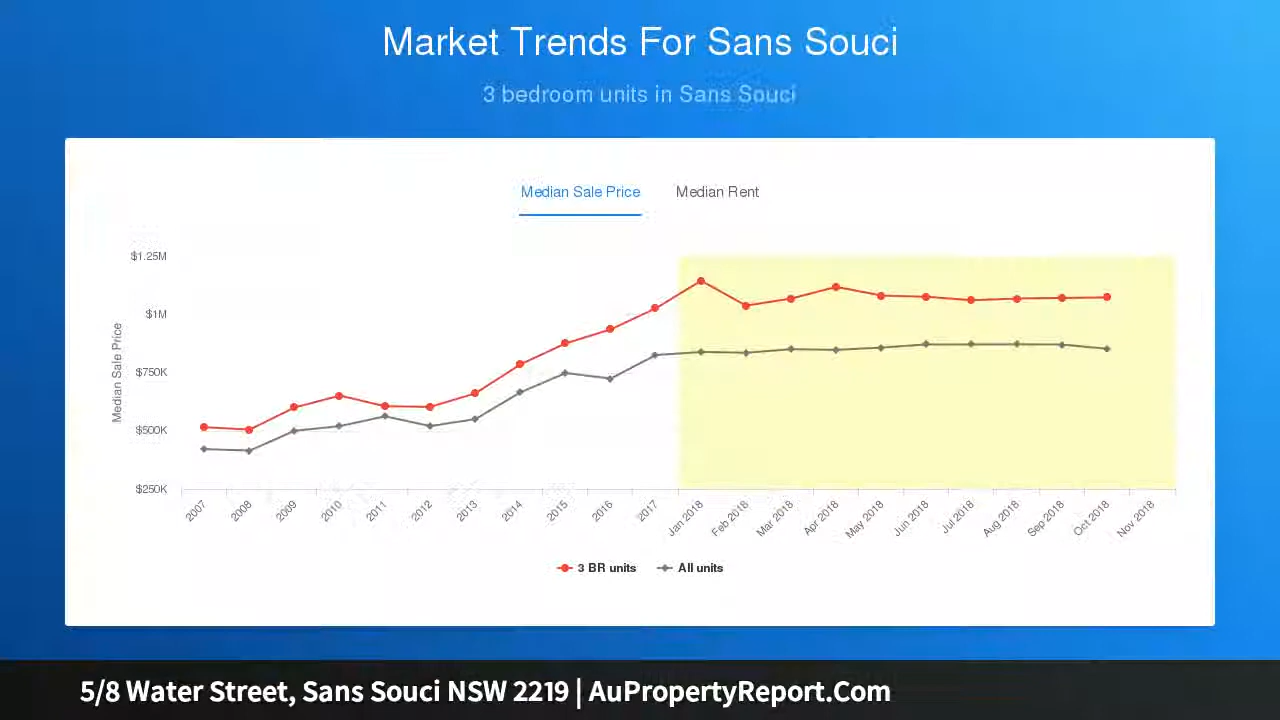 Market Trends For Sans Souci
3 bedroom units in Sans Souci
Median Sale Price Median Rent
$1.25M
$1M
$750K
$500K
$250K
Median Sale Price
2007 2008 2009 2010 2011 2012 2013 2014 2015 2016 2017 Jan 2018 Feb 2018 Mar 2018 Apr 2018 May 2018 Jun 2018 Jul 2018 Aug 2018 Sep 2018 Oct 2018 Nov 2018
3 BR units All units
5/8 Water Street, Sans Souci NSW 2219 | AuPropertyReport.Com